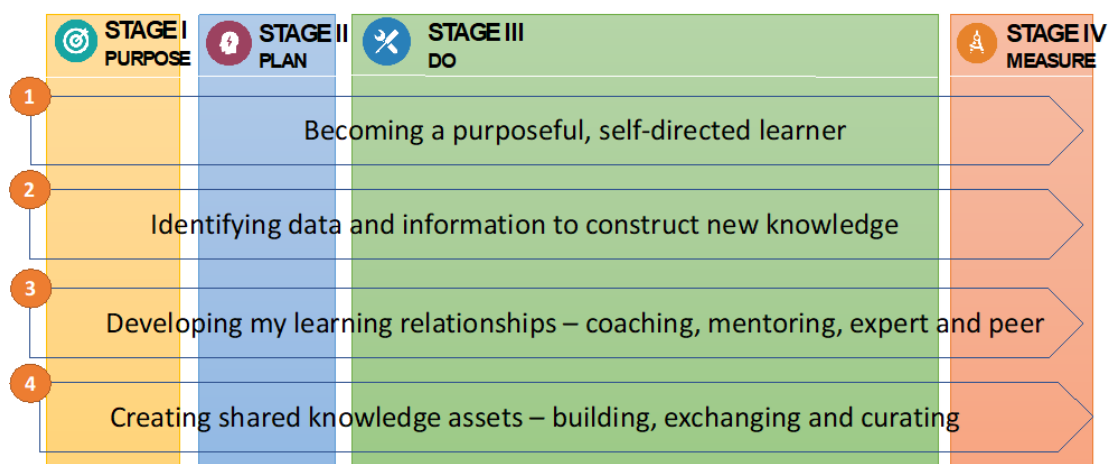 STAGE I
PURPOSE
STAGE II
PLAN
STAGE III
DO
STAGE IV
MEASURE
1
Becoming a purposeful, self-directed learner
2
Identifying data and information to construct new knowledge
3
Developing my learning relationships – coaching, mentoring, expert and peer
4
Creating shared knowledge assets – building, exchanging and curating